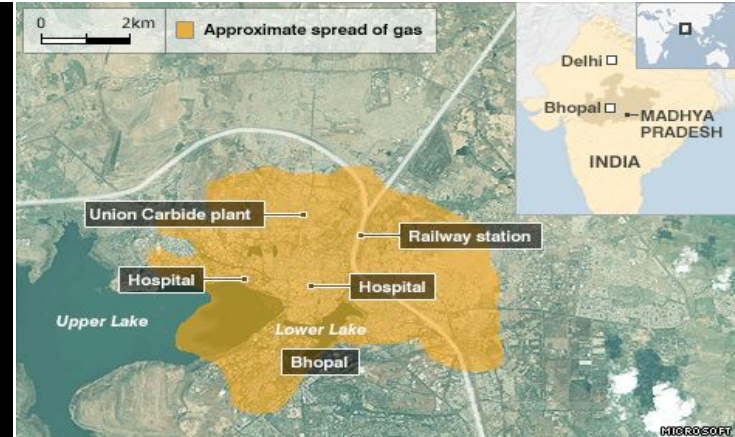 0 2km
Approximate spread of gas
Delhi
Bhopal
MADHYA
PRADESH
INDIA
Union Carbide plant
Railway station
Hospital
Hospital
Upper Lake
Lower Lake
Bhopal
MICROSOFT